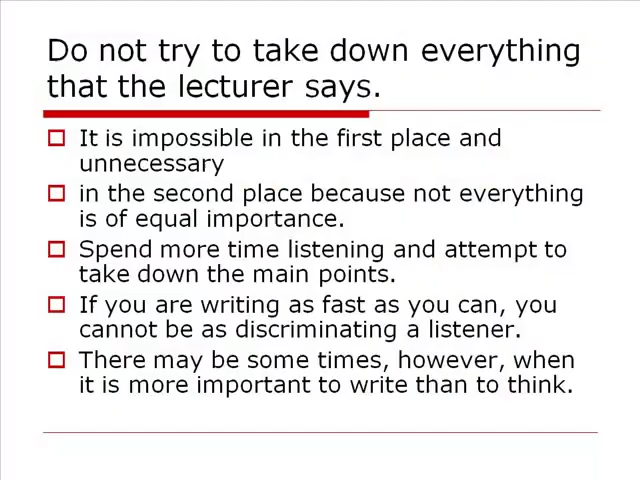 Do not try to take down everything
that the lecturer says.
It is impossible in the first place and
unnecessary
in the second place because not everything
is of equal importance.
Spend more time listening and attempt to
take down the main points.
If you are writing as fast as you can, you
cannot be as discriminating a listener.
There may be some times, however, when
it is more important to write than to think.